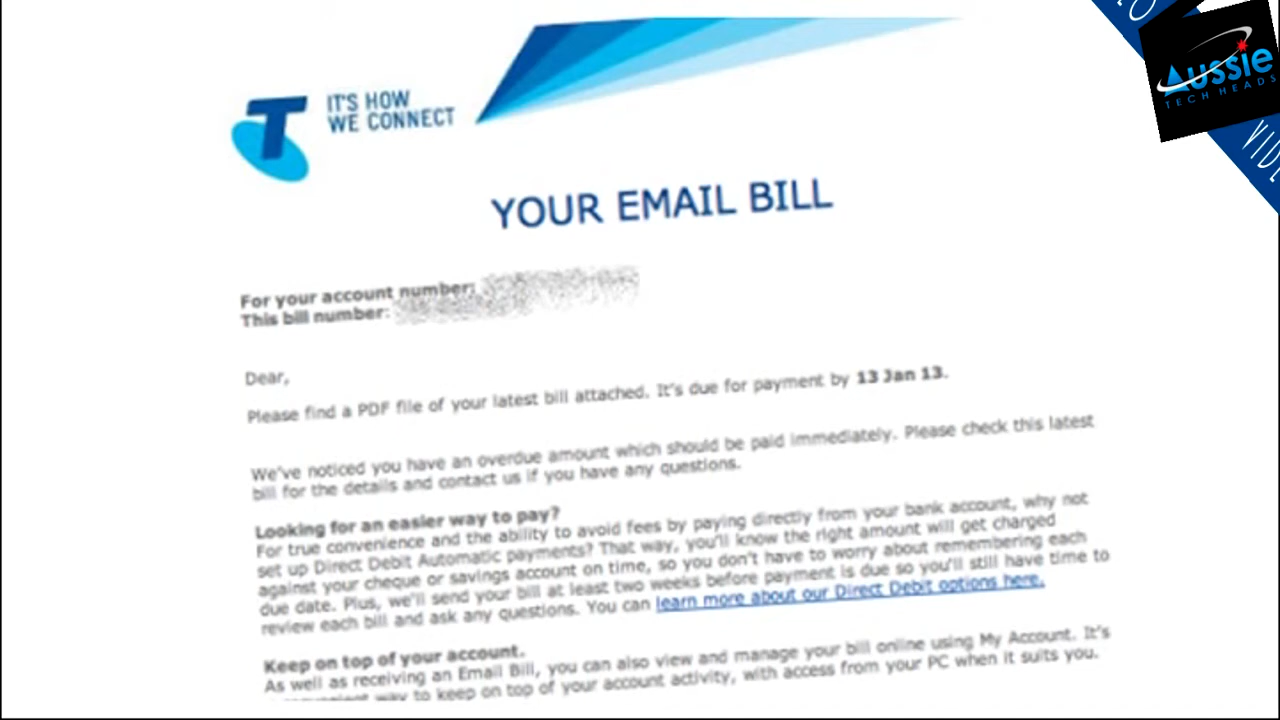 IT'S HOW
WE CONNECT
YOUR EMAIL BILL
For your account number:
This bill number:
Dear,
Please find a PDF file of your latest bill attached. It's due for payment by 13 Jan 13.
We've noticed you have an overdue amount which should be paid immediately. Please check this latest
bill for the details and contact us if you have any questions.
Looking for an easier way to pay?
For true convenience and the ability to avoid fees by paying directly from your bank account, why not
set up Direct Debit Automatic payments? That way, you'll know the right amount will get charged
against your cheque or savings account on time, so you don't have to worry about remembering each
due date. Plus, we'll send your bill at least two weeks before payment is due so you'll still have time to
review each bill and ask any questions. You can learn more about our Direct Debit options here.
Keep on top of your account.
As well as receiving an Email Bill, you can also view and manage your bill online using My Account. It's
convenient way to keep on top of your account activity, with access from your PC when it suits you.
AUSSIE
TECH HEADS